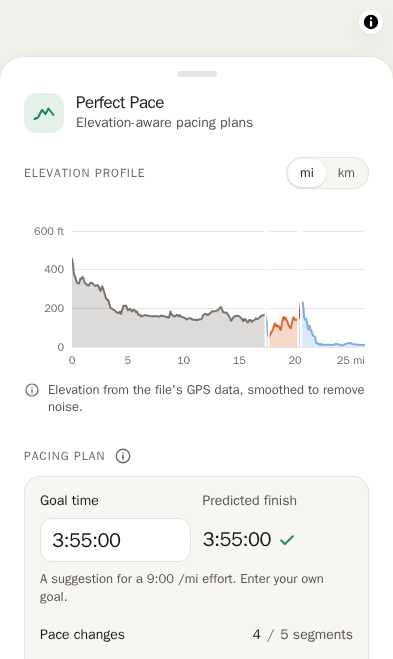 Perfect Pace
Elevation-aware pacing plans
ELEVATION PROFILE
mi
km
600 ft
400
200
0
0 5 10 15 20 25 mi
Elevation from the file's GPS data, smoothed to remove
noise.
PACING PLAN
Goal time
Predicted finish
3:55:00
3:55:00
A suggestion for a 9:00 /mi effort. Enter your own
goal.
Pace changes
4 / 5 segments